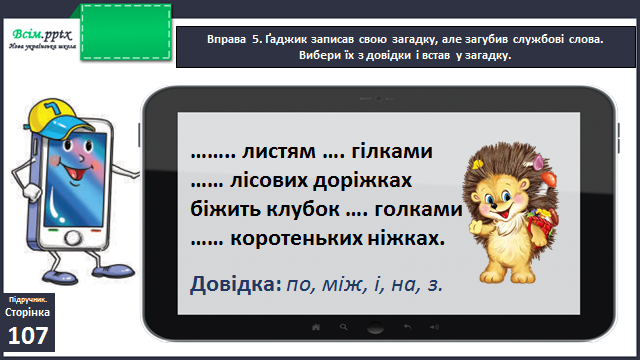 Всім.pptx
Нова українська школа
Вправа 5. Ґаджик записав свою загадку, але загубив службові слова.
Вибери їх з довідки і встав у загадку.
…….. листям …. гілками
…… лісових доріжках
біжить клубок …. голками
…… коротеньких ніжках.
Довідка: по, між, і, на, з.
Підручник.
Сторінка
107